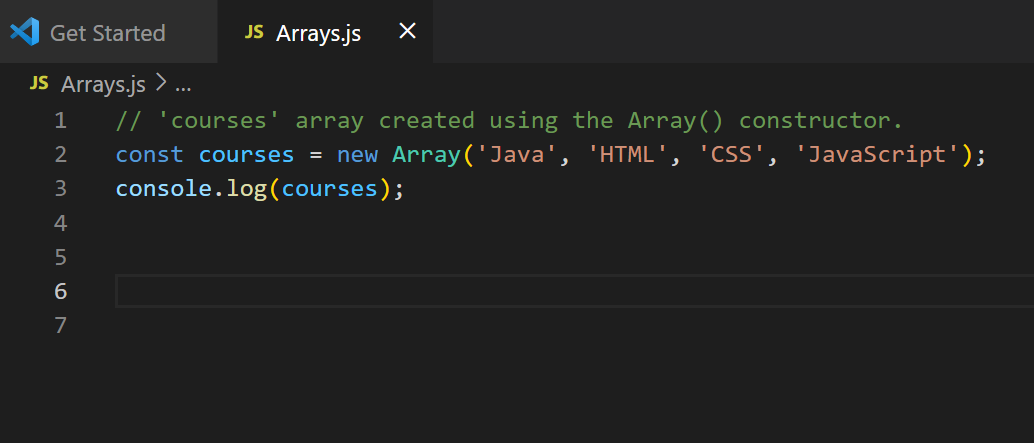 Get Started
JS Arrays.js ×
JS Arrays.js > ...
1 // 'courses' array created using the Array() constructor.
2 const courses = new Array('Java', 'HTML', 'CSS', 'JavaScript');
3 console.log(courses);
4
5
6
7